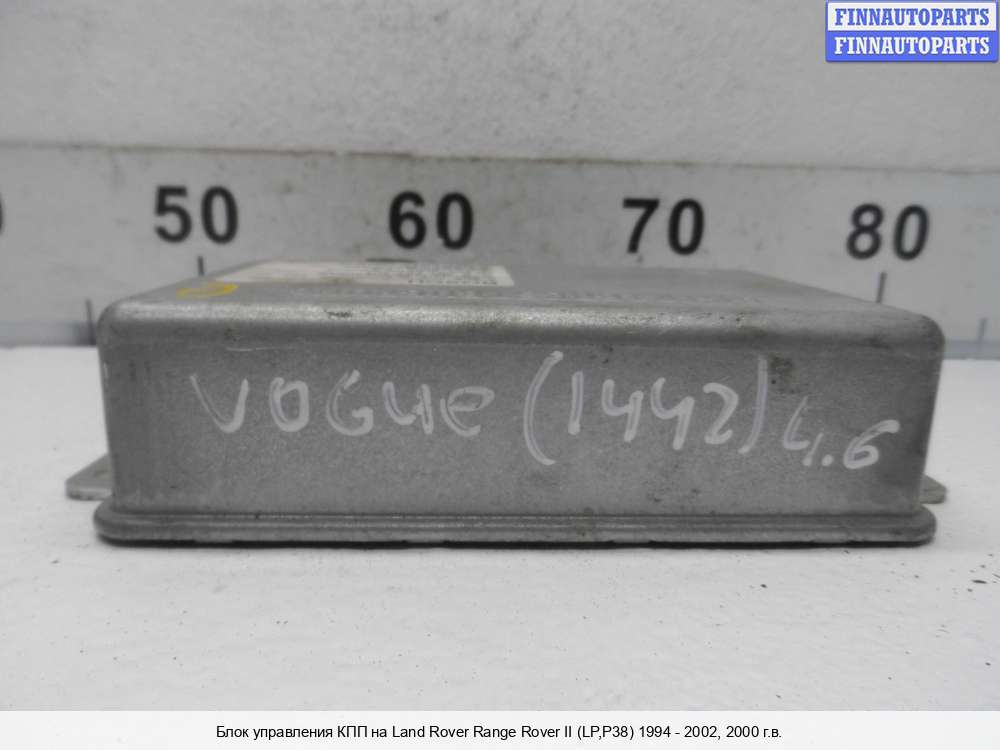 FINNAUTOPARTS
FINNAUTOPARTS
50 60 70 80
VOGUE (1442) 4.6
Блок управления КПП на Land Rover Range Rover II (LP,P38) 1994 - 2002, 2000 г.в.